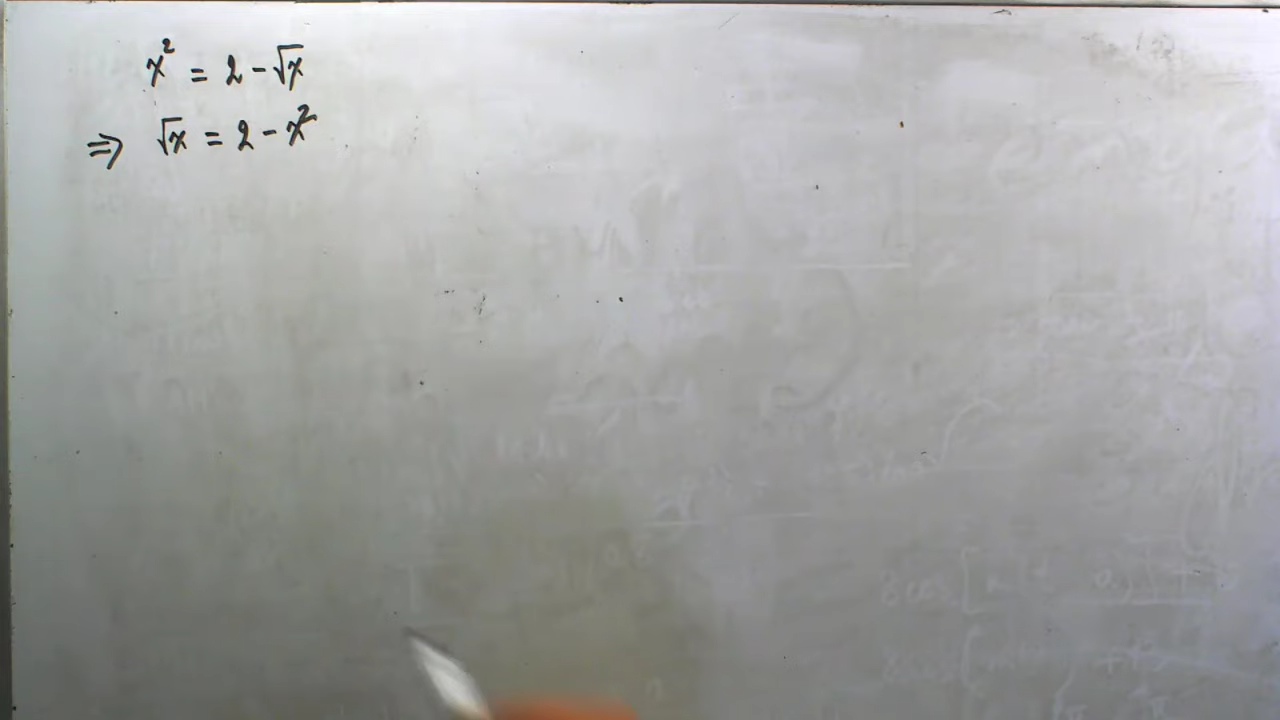 x² = 2 - √x
⇒ √x = 2 - x²